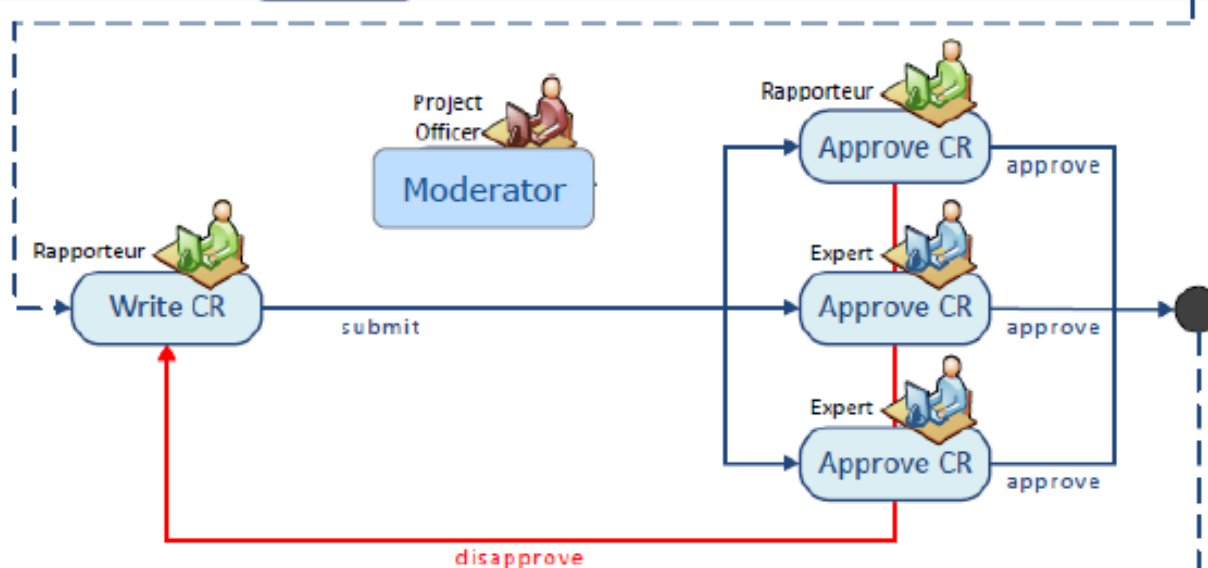 Rapporteur
Approve CR
approve
Project
Officer
Moderator
Rapporteur
Write CR
submit
Expert
Approve CR
approve
Expert
Approve CR
approve
disapprove